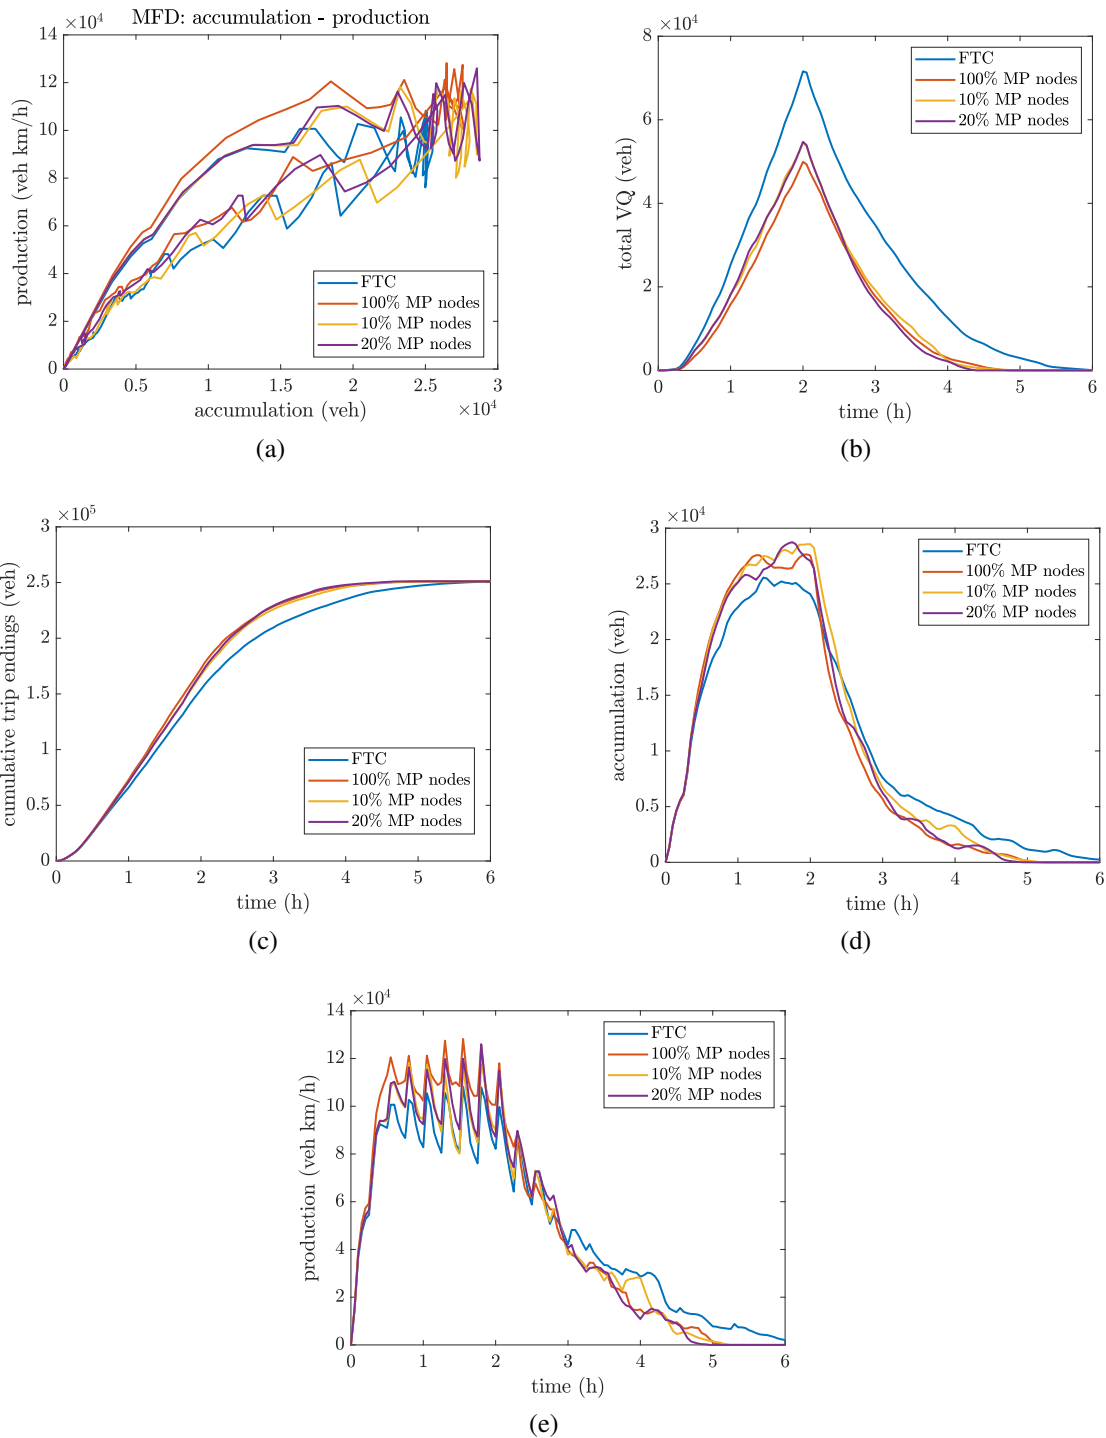 MFD: accumulation - production
×10⁴
14
12
10
8
6
4
2
0
production (veh km/h)
FTC
100% MP nodes
10% MP nodes
20% MP nodes
0 0.5 1 1.5 2 2.5 3
accumulation (veh)
×10⁴
(a)
×10⁴
8
6
4
2
0
total VQ (veh)
FTC
100% MP nodes
10% MP nodes
20% MP nodes
0 1 2 3 4 5 6
time (h)
(b)
×10⁵
3
2.5
2
1.5
1
0.5
0
cumulative trip endings (veh)
FTC
100% MP nodes
10% MP nodes
20% MP nodes
0 1 2 3 4 5 6
time (h)
(c)
×10⁴
3
2.5
2
1.5
1
0.5
0
accumulation (veh)
FTC
100% MP nodes
10% MP nodes
20% MP nodes
0 1 2 3 4 5 6
time (h)
(d)
×10⁴
14
12
10
8
6
4
2
0
production (veh km/h)
FTC
100% MP nodes
10% MP nodes
20% MP nodes
0 1 2 3 4 5 6
time (h)
(e)